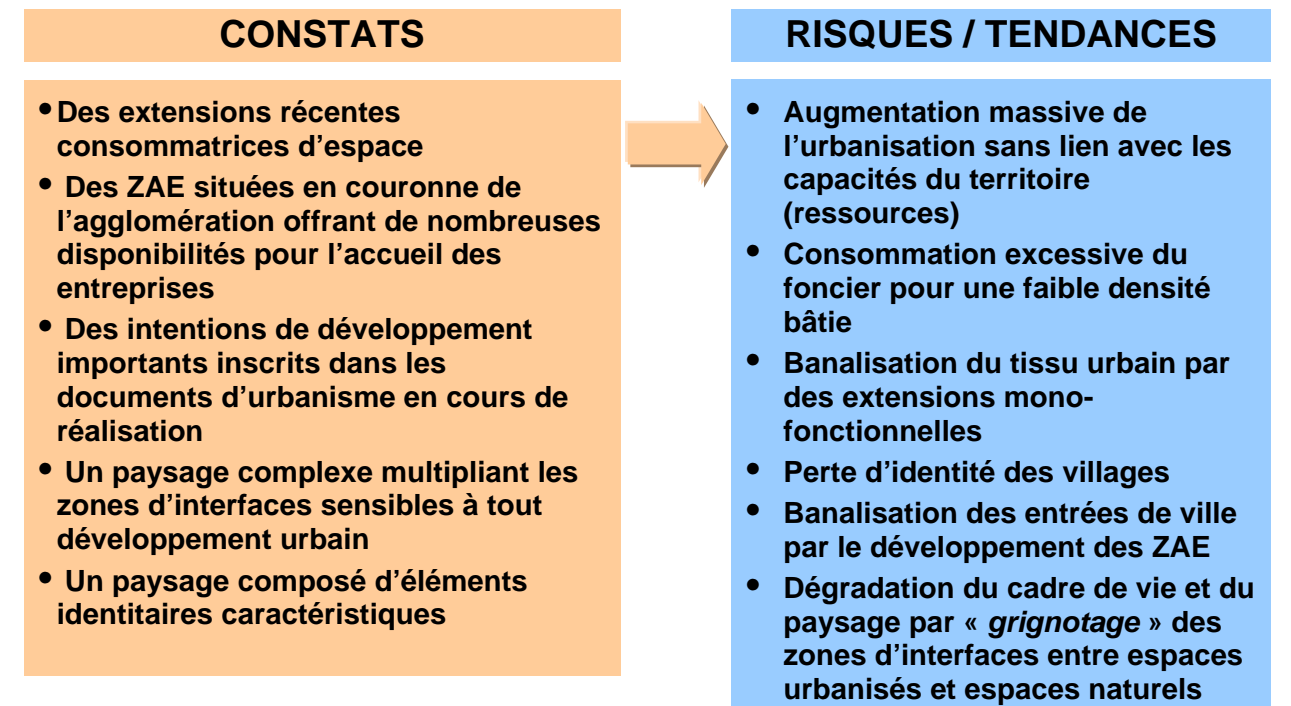 CONSTATS
• Des extensions récentes
consommatrices d’espace
• Des ZAE situées en couronne de
l’agglomération offrant de nombreuses
disponibilités pour l’accueil des
entreprises
• Des intentions de développement
importants inscrits dans les
documents d’urbanisme en cours de
réalisation
• Un paysage complexe multipliant les
zones d’interfaces sensibles à tout
développement urbain
• Un paysage composé d’éléments
identitaires caractéristiques
RISQUES / TENDANCES
• Augmentation massive de
l’urbanisation sans lien avec les
capacités du territoire
(ressources)
• Consommation excessive du
foncier pour une faible densité
bâtie
• Banalisation du tissu urbain par
des extensions mono-
fonctionnelles
• Perte d’identité des villages
• Banalisation des entrées de ville
par le développement des ZAE
• Dégradation du cadre de vie et du
paysage par « grignotage » des
zones d’interfaces entre espaces
urbanisés et espaces naturels